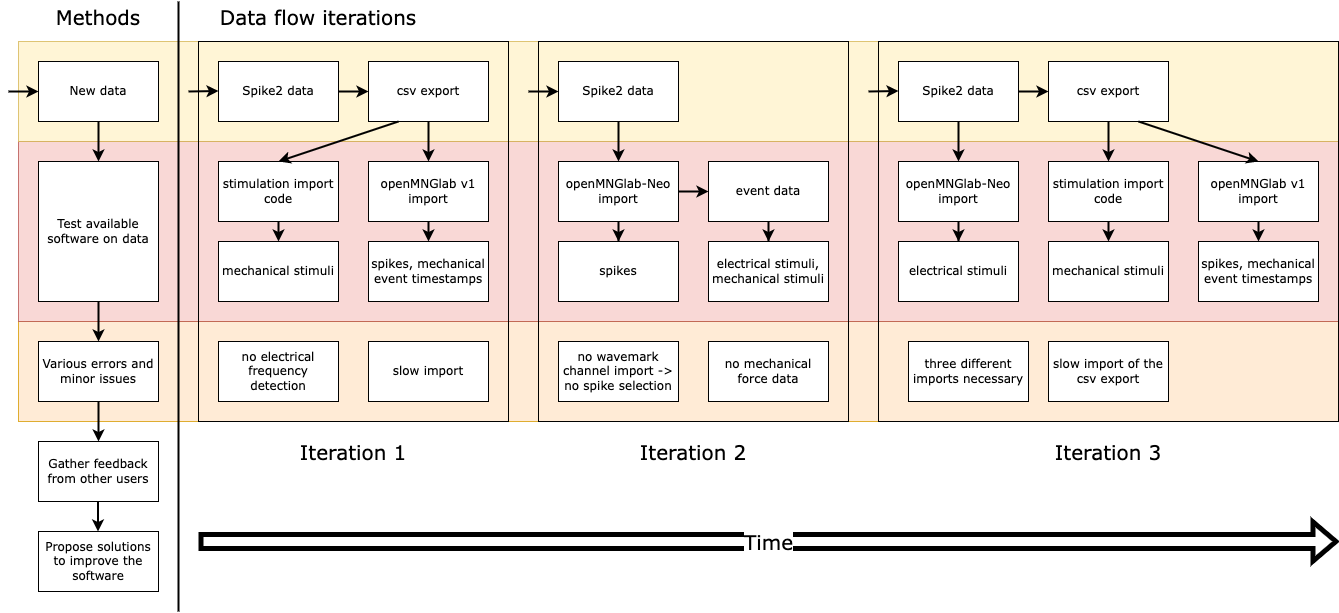 Methods
Data flow iterations
New data
Test available
software on data
Various errors and
minor issues
Gather feedback
from other users
Propose solutions
to improve the
software
Spike2 data
csv export
stimulation import
code
openMNGlab v1
import
mechanical stimuli
spikes, mechanical
event timestamps
no electrical
frequency
detection
slow import
Iteration 1
Spike2 data
openMNGlab-Neo
import
event data
spikes
electrical stimuli,
mechanical stimuli
no wavemark
channel import ->
no spike selection
no mechanical
force data
Iteration 2
Spike2 data
csv export
openMNGlab-Neo
import
stimulation import
code
openMNGlab v1
import
electrical stimuli
mechanical stimuli
spikes, mechanical
event timestamps
three different
imports necessary
slow import of the
csv export
Iteration 3
Time